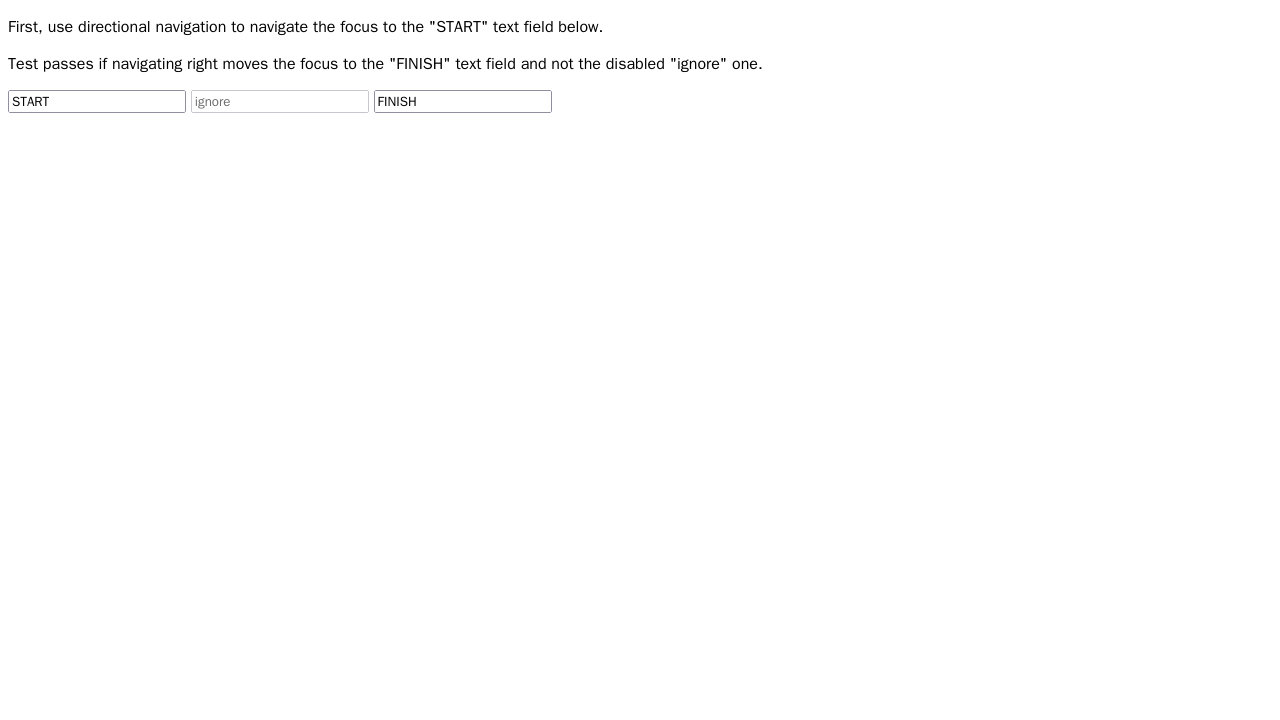 First, use directional navigation to navigate the focus to the "START" text field below.
Test passes if navigating right moves the focus to the "FINISH" text field and not the disabled "ignore" one.
START ignore FINISH